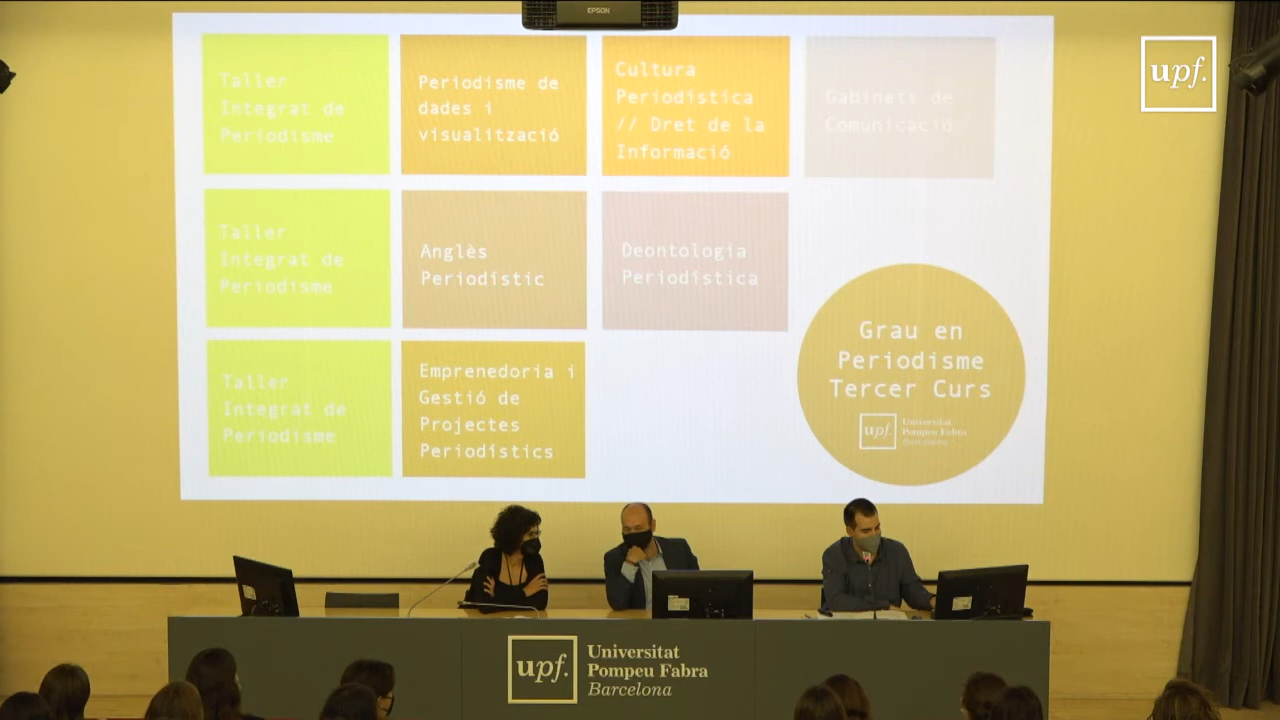 EPSON
upf.
Taller
Integrat de
Periodisme
Periodisme de
dades i
visualització
Cultura
Periodística
// Dret de la
Informació
Gabinets de
Comunicació
Taller
Integrat de
Periodisme
Anglès
Periodístic
Deontologia
Periodística
Taller
Integrat de
Periodisme
Emprenedoria i
Gestió de
Projectes
Periodístics
Grau en
Periodisme
Tercer Curs
upf.
Universitat
Pompeu Fabra
Barcelona
upf.
Universitat
Pompeu Fabra
Barcelona